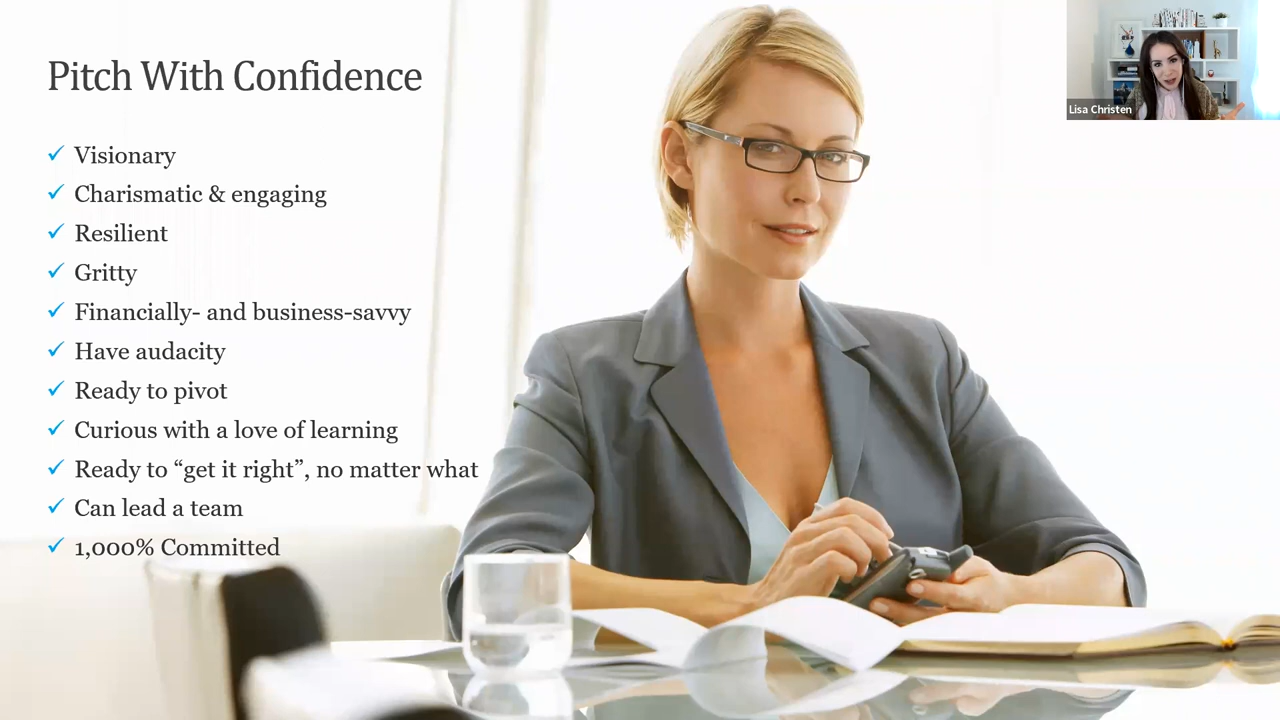 Pitch With Confidence
✓ Visionary
✓ Charismatic & engaging
✓ Resilient
✓ Gritty
✓ Financially- and business-savvy
✓ Have audacity
✓ Ready to pivot
✓ Curious with a love of learning
✓ Ready to “get it right”, no matter what
✓ Can lead a team
✓ 1,000% Committed
Lisa Christen